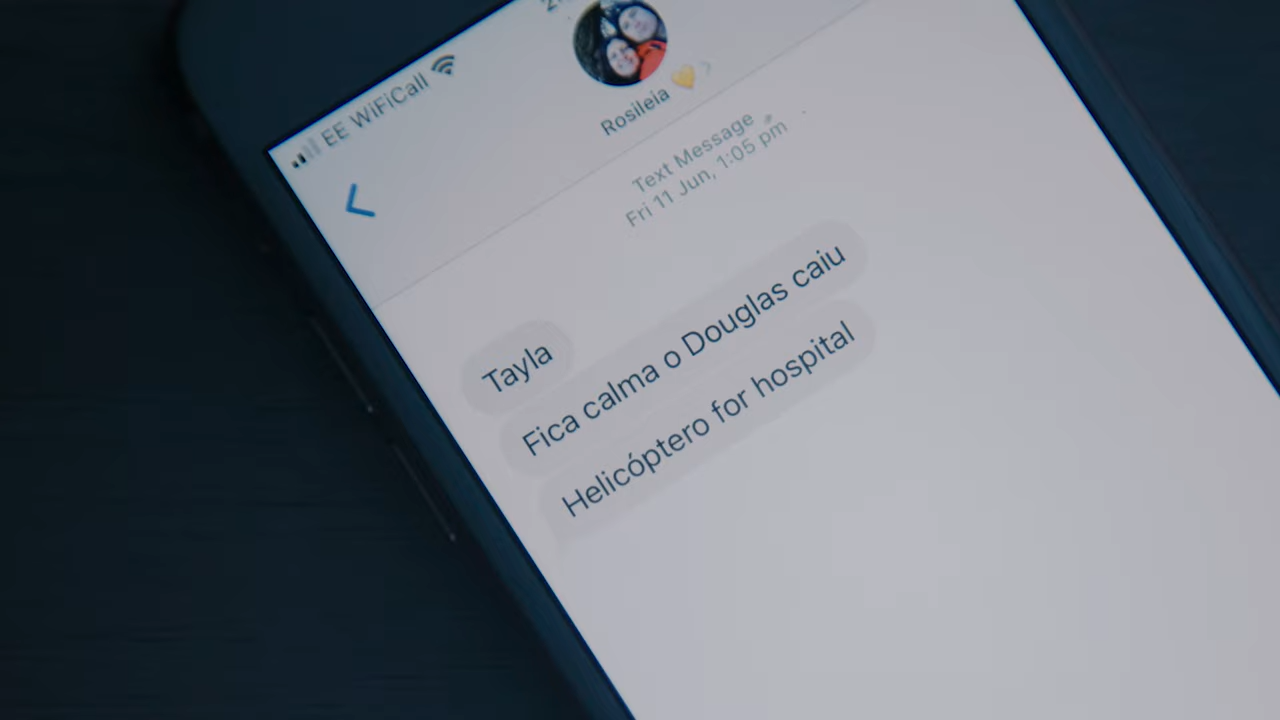 EE WiFiCall
Rosileia
Text Message
Fri 11 Jun, 1:05 pm
Tayla
Fica calma o Douglas caiu
Helicóptero for hospital